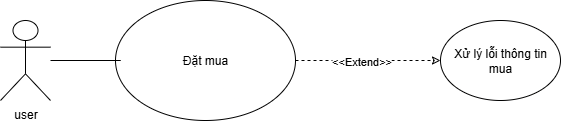 Đặt mua
<<Extend>>
Xử lý lỗi thông tin
mua
user